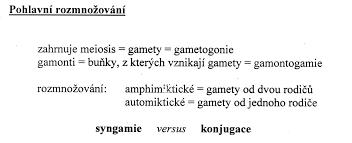 Pohlavní rozmnožování
zahrnuje meiosis = gamety = gametogonie
gamonti = buňky, z kterých vznikají gamety = gamontogamie
rozmnožování: amphimiktické = gamety od dvou rodičů
automiktické = gamety od jednoho rodiče
syngamie versus konjugace